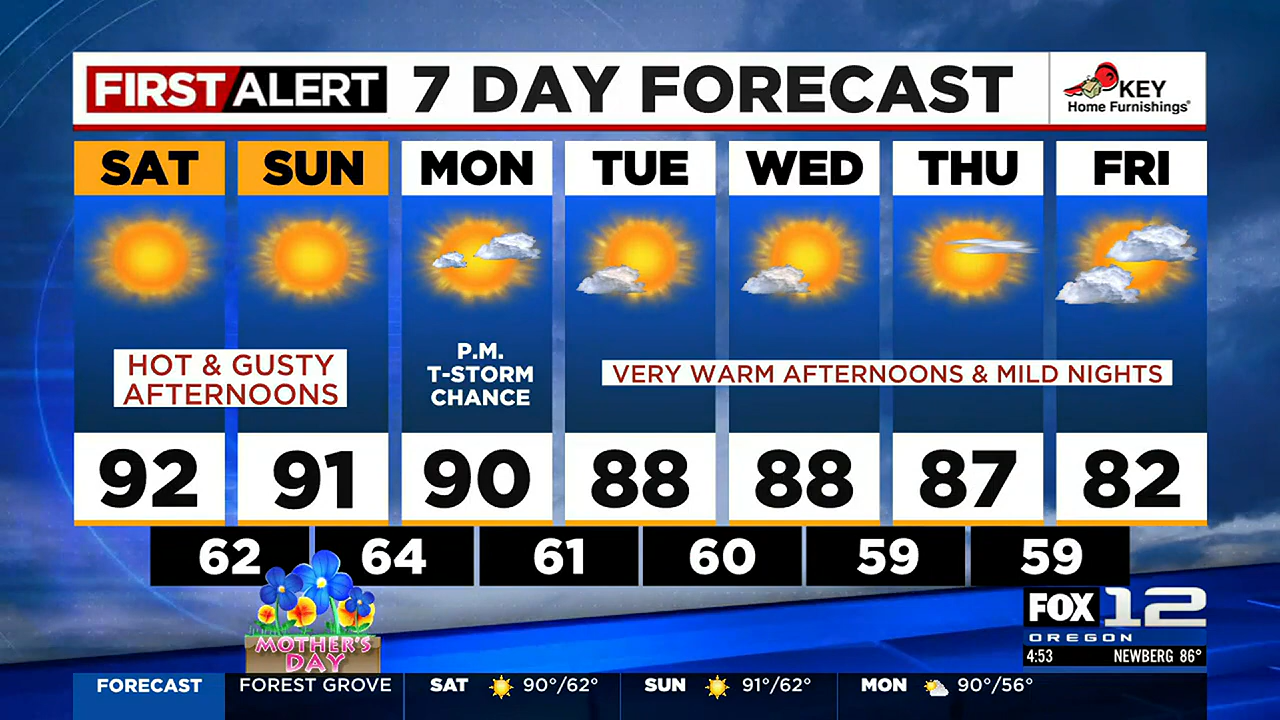 FIRST ALERT 7 DAY FORECAST
KEY
Home Furnishings®
SAT SUN MON TUE WED THU FRI
HOT & GUSTY
AFTERNOONS
P.M.
T-STORM
CHANCE
VERY WARM AFTERNOONS & MILD NIGHTS
92 91 90 88 88 87 82
62 64 61 60 59 59
MOTHER'S
DAY
FOX 12
OREGON
4:53 NEWBERG 86°
FORECAST FOREST GROVE SAT 90°/62° SUN 91°/62° MON 90°/56°